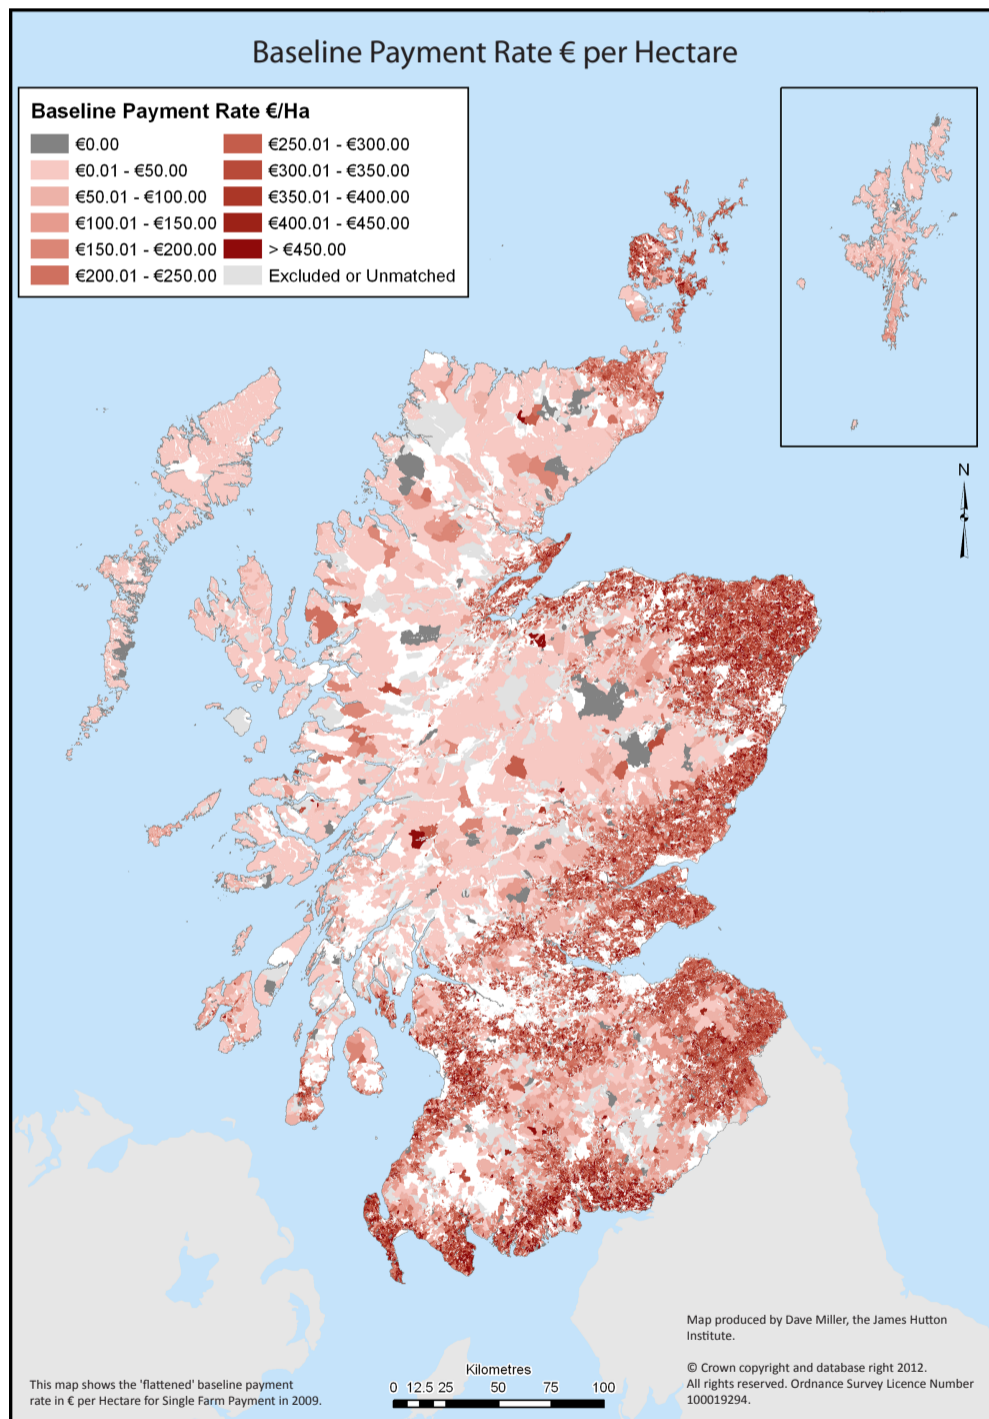 Baseline Payment Rate € per Hectare
Baseline Payment Rate €/Ha
€0.00
€0.01 - €50.00
€50.01 - €100.00
€100.01 - €150.00
€150.01 - €200.00
€200.01 - €250.00
€250.01 - €300.00
€300.01 - €350.00
€350.01 - €400.00
€400.01 - €450.00
> €450.00
Excluded or Unmatched
N
Map produced by Dave Miller, the James Hutton
Institute.
© Crown copyright and database right 2012.
All rights reserved. Ordnance Survey Licence Number
100019294.
Kilometres
0 12.5 25 50 75 100
This map shows the 'flattened' baseline payment
rate in € per Hectare for Single Farm Payment in 2009.